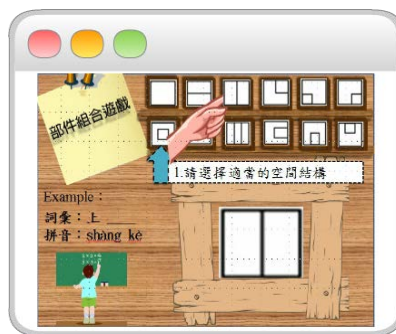 部件組合遊戲
1.請選擇適當的空間結構
Example：
詞彙：上 ___
拼音：shàng kè